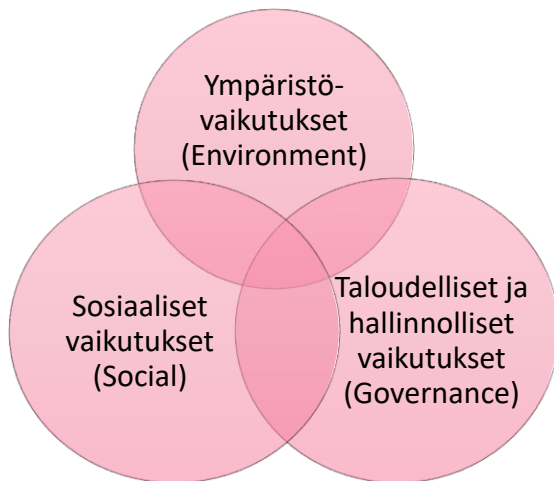 Ympäristö-
vaikutukset
(Environment)
Sosiaaliset
vaikutukset
(Social)
Taloudelliset ja
hallinnolliset
vaikutukset
(Governance)